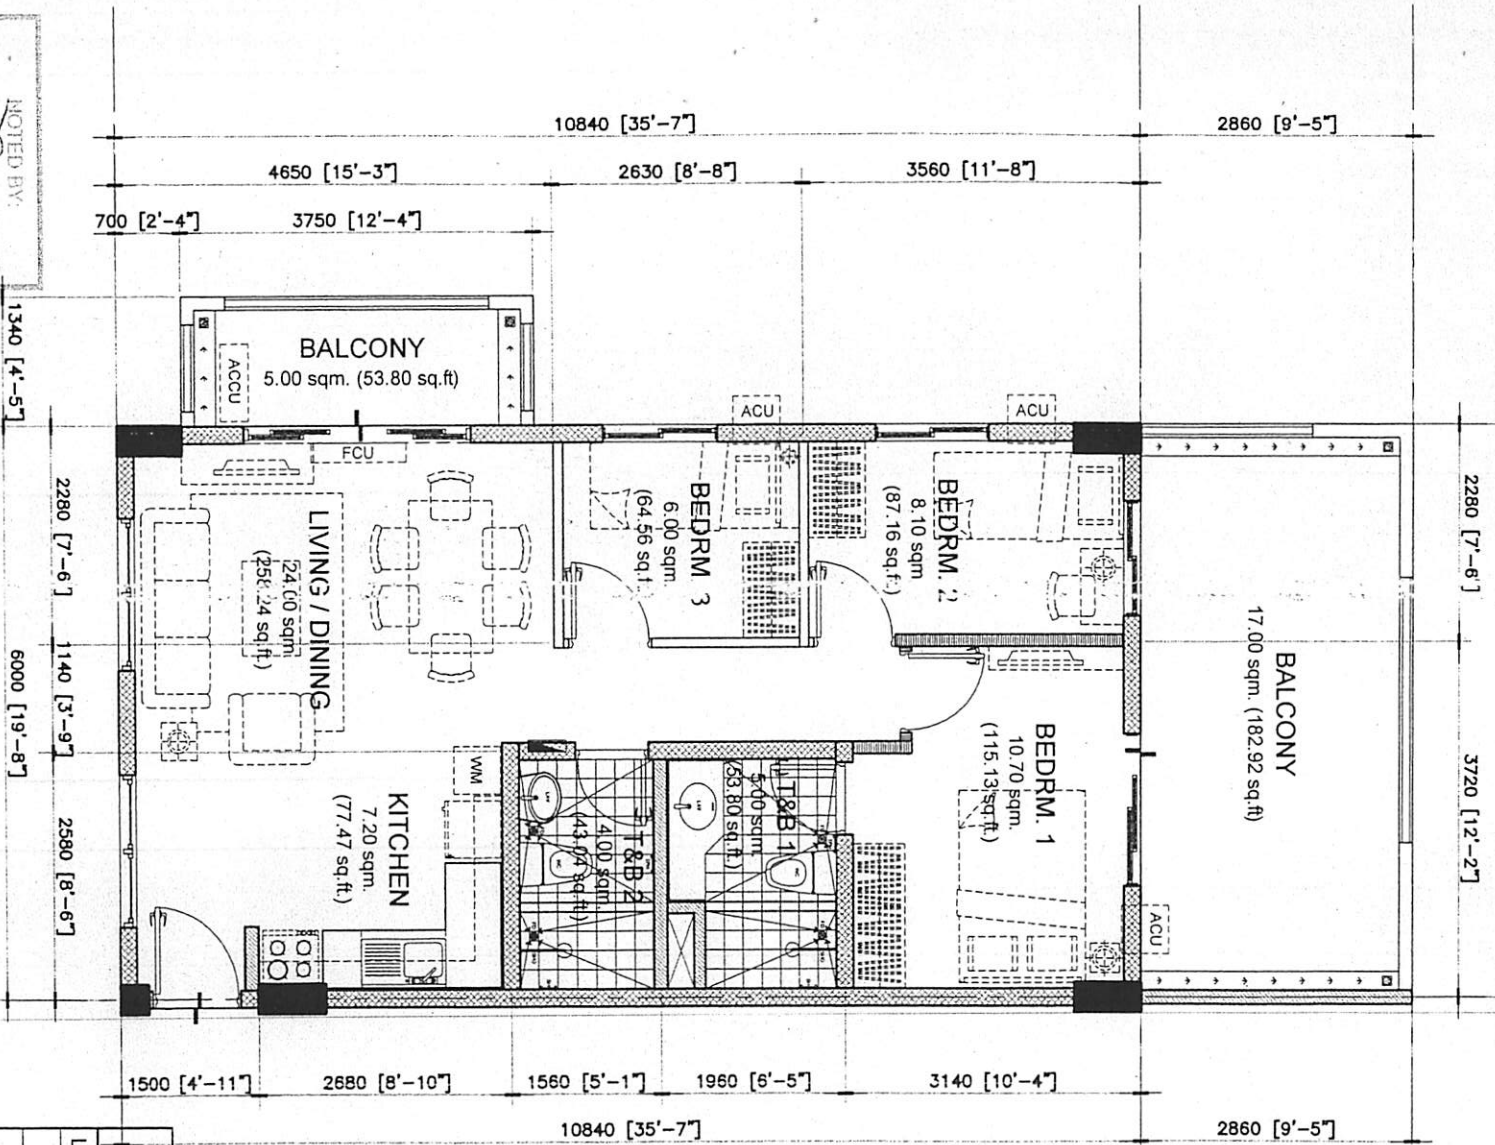 NOTED BY:
10840 [35'-7"]
2860 [9'-5"]
4650 [15'-3"]
2630 [8'-8"]
3560 [11'-8"]
700 [2'-4"]
3750 [12'-4"]
1340 [4'-5"]
BALCONY
5.00 sqm. (53.80 sq.ft)
ACCU
FCU
ACU
ACU
2280 [7'-6"]
1140 [3'-9"]
2580 [8'-6"]
6000 [19'-8"]
LIVING / DINING
24.00 sqm.
sq.ft.)
BEDRM. 3
6.00 sqm.
(64.56 sq.f
BEDRM. 2
8.10 sqm
(87.16 sq.f
BALCONY
17.00 sqm. (182.92 sq.ft)
2280 [7'-6"]
3720 [12'-2"]
BEDRM. 1
10.70 sqm.
(115.13 sq.ft.)
ACU
WM
KITCHEN
7.20 sqm.
(77.47 sq.ft.)
T&B 2
4.00 sqm.
(43.04 sq.ft.)
T&B 1
5.00 sqm.
(53.80 sq.ft.)
1500 [4'-11"]
2680 [8'-10"]
1560 [5'-1"]
1960 [6'-5"]
3140 [10'-4"]
10840 [35'-7"]
2860 [9'-5"]